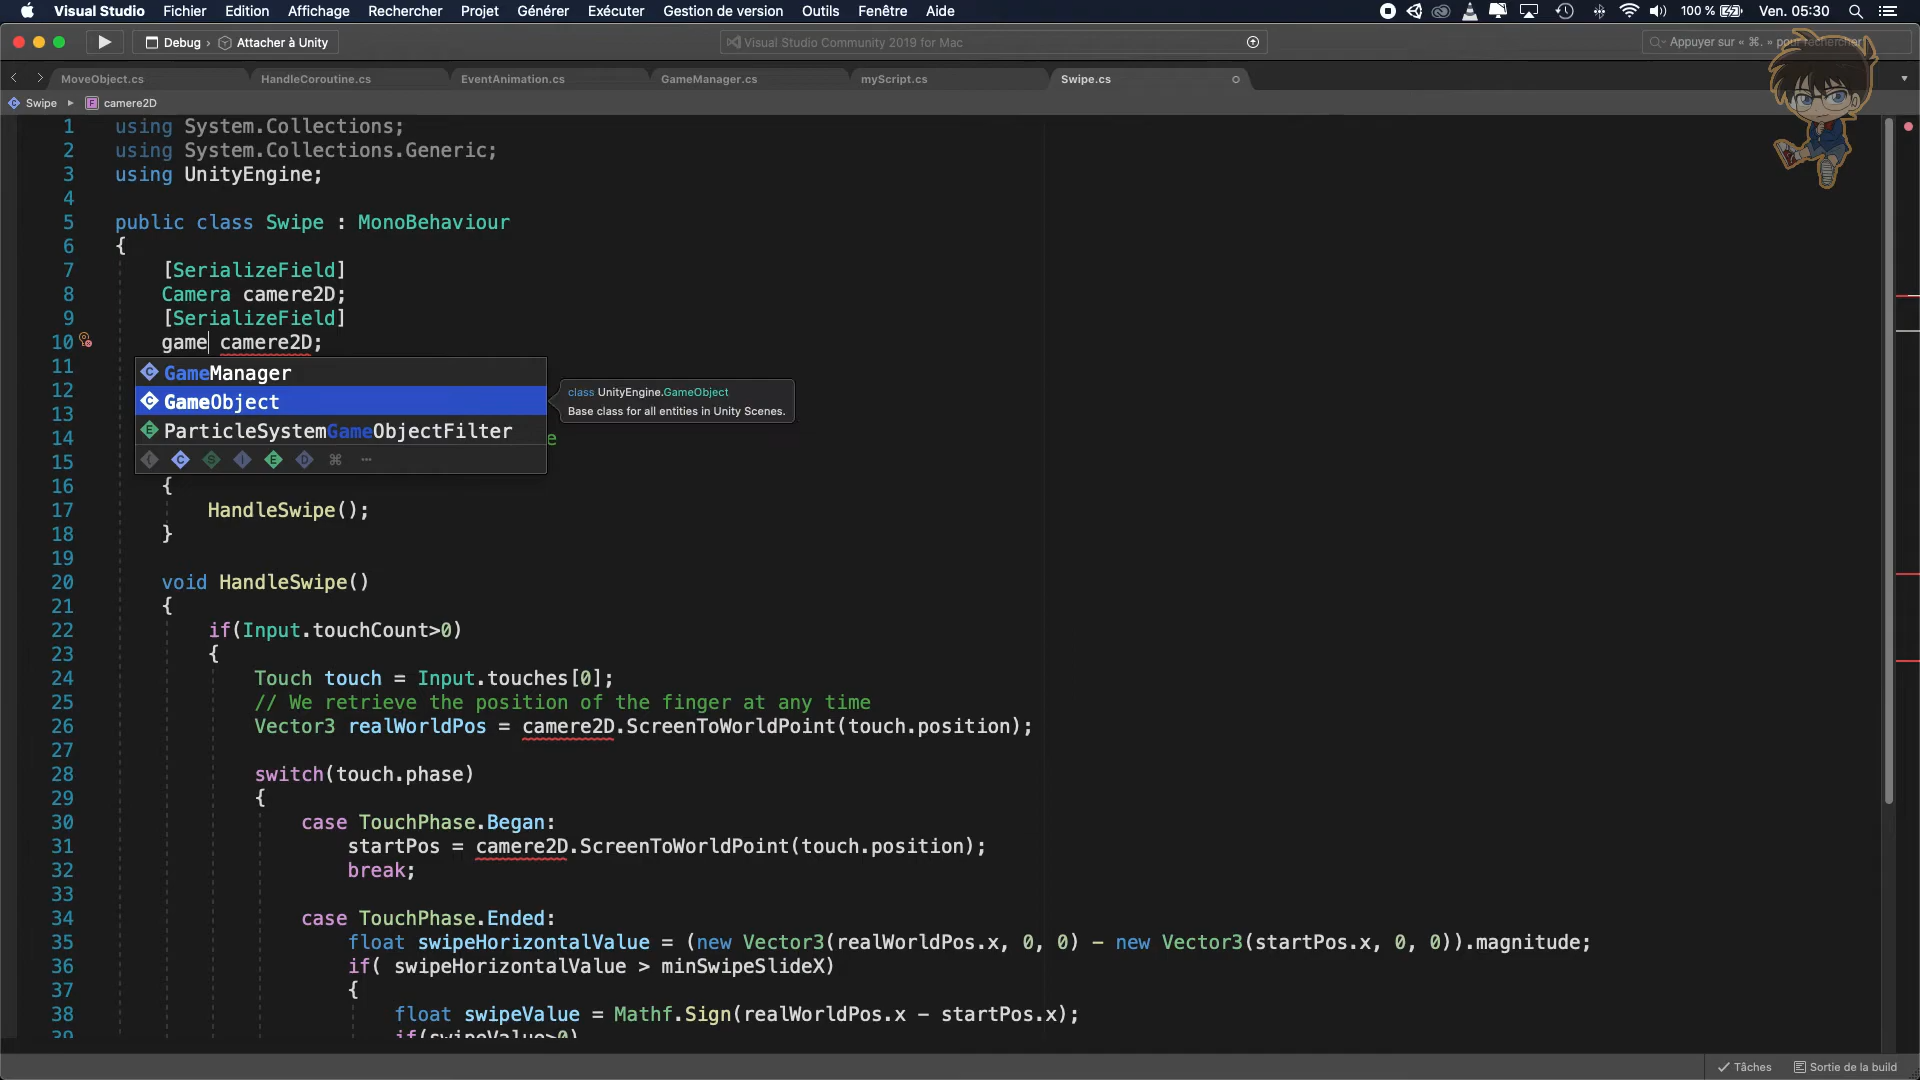 Visual Studio Fichier Edition Affichage Rechercher Projet Générer Exécuter Gestion de version Outils Fenêtre Aide 100 % Ven. 05:30
Debug › Attacher à Unity Visual Studio Community 2019 for Mac Appuyer sur « ⌘. » pour rechercher
MoveObject.cs HandleCoroutine.cs EventAnimation.cs GameManager.cs myScript.cs Swipe.cs
Swipe camere2D
1 using System.Collections;
2 using System.Collections.Generic;
3 using UnityEngine;
4
5 public class Swipe : MonoBehaviour
6 {
7 [SerializeField]
8 Camera camere2D;
9 [SerializeField]
10 game camere2D;
11
GameManager
12
GameObject
class UnityEngine.GameObject
Base class for all entities in Unity Scenes.
13
14 e
ParticleSystemGameObjectFilter
15
16 {
17 HandleSwipe();
18 }
19
20 void HandleSwipe()
21 {
22 if(Input.touchCount>0)
23 {
24 Touch touch = Input.touches[0];
25 // We retrieve the position of the finger at any time
26 Vector3 realWorldPos = camere2D.ScreenToWorldPoint(touch.position);
27
28 switch(touch.phase)
29 {
30 case TouchPhase.Began:
31 startPos = camere2D.ScreenToWorldPoint(touch.position);
32 break;
33
34 case TouchPhase.Ended:
35 float swipeHorizontalValue = (new Vector3(realWorldPos.x, 0, 0) - new Vector3(startPos.x, 0, 0)).magnitude;
36 if( swipeHorizontalValue > minSwipeSlideX)
37 {
38 float swipeValue = Mathf.Sign(realWorldPos.x - startPos.x);
39 if(swipeValue>0)
Tâches Sortie de la build